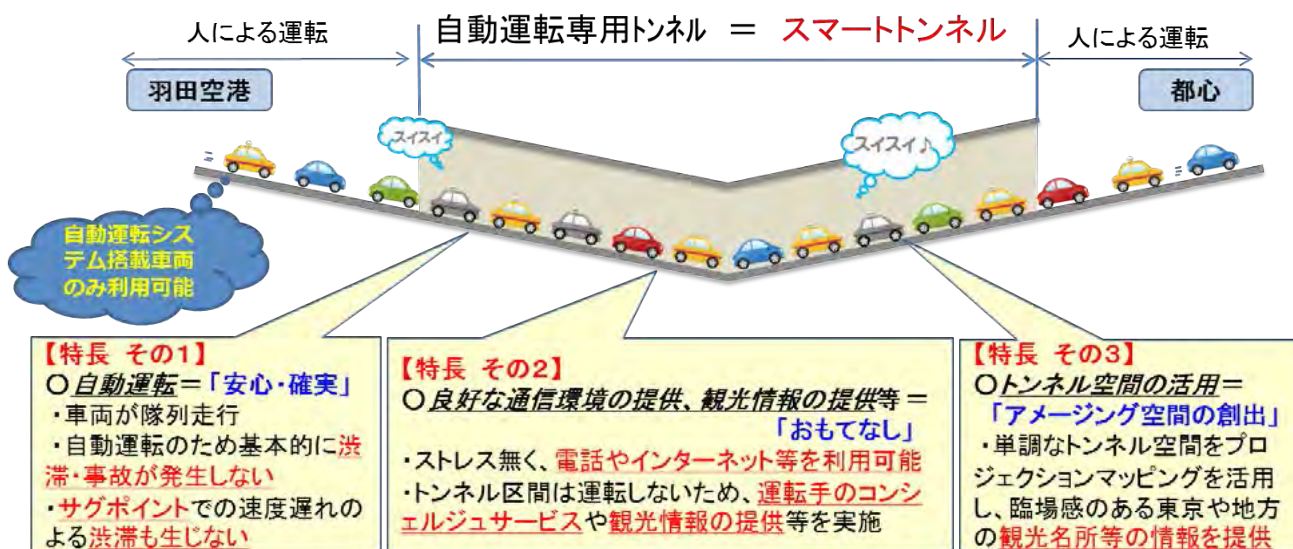 人による運転
自動運転専用トンネル ＝ スマートトンネル
人による運転
羽田空港
都心
スイスイ
スイスイ♪
自動運転シス
テム搭載車両
のみ利用可能
【特長 その１】
〇自動運転＝「安心・確実」
・車両が隊列走行
・自動運転のため基本的に渋
滞・事故が発生しない
・サグポイントでの速度遅れの
よる渋滞も生じない
【特長 その２】
〇良好な通信環境の提供、観光情報の提供等＝
「おもてなし」
・ストレス無く、電話やインターネット等を利用可能
・トンネル区間は運転しないため、運転手のコンシ
ェルジュサービスや観光情報の提供等を実施
【特長 その３】
〇トンネル空間の活用＝
「アメージング空間の創出」
・単調なトンネル空間をプロ
ジェクションマッピングを活用
し、臨場感のある東京や地方
の観光名所等の情報を提供